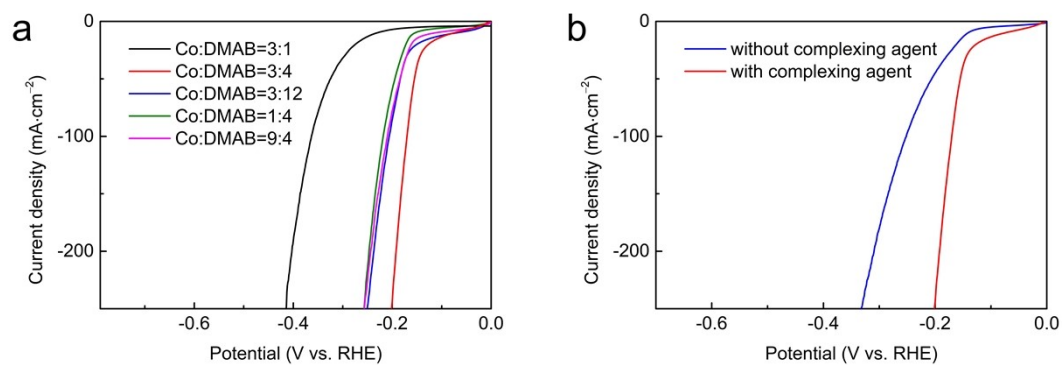 a
Co:DMAB=3:1
Co:DMAB=3:4
Co:DMAB=3:12
Co:DMAB=1:4
Co:DMAB=9:4
Current density (mA·cm⁻²)
0
-100
-200
-0.6
-0.4
-0.2
0.0
Potential (V vs. RHE)
b
without complexing agent
with complexing agent
Current density (mA·cm⁻²)
0
-100
-200
-0.6
-0.4
-0.2
0.0
Potential (V vs. RHE)